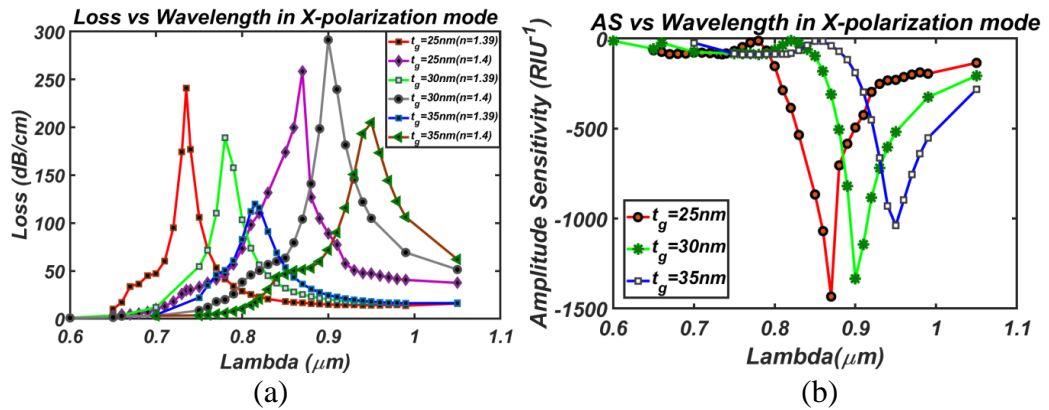 Loss vs Wavelength in X-polarization mode
Loss (dB/cm)
300
250
200
150
100
50
0
t_g=25nm(n=1.39)
t_g=25nm(n=1.4)
t_g=30nm(n=1.39)
t_g=30nm(n=1.4)
t_g=35nm(n=1.39)
t_g=35nm(n=1.4)
0.6 0.7 0.8 0.9 1 1.1
Lambda (μm)
(a)
AS vs Wavelength in X-polarization mode
Amplitude Sensitivity (RIU⁻¹)
0
-500
-1000
-1500
t_g=25nm
t_g=30nm
t_g=35nm
0.6 0.7 0.8 0.9 1 1.1
Lambda(μm)
(b)